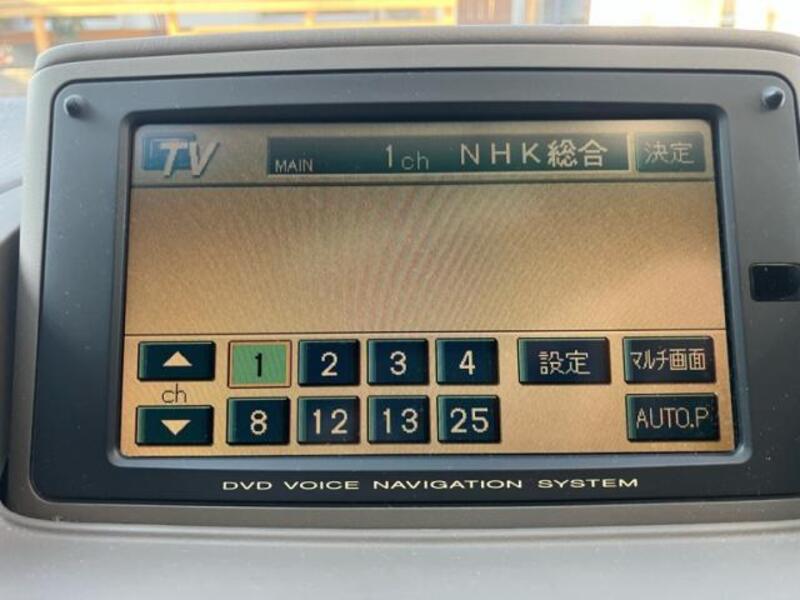 TV MAIN 1ch NHK総合 決定
▲ 1 2 3 4 設定 マルチ画面
ch
▼ 8 12 13 25 AUTO.P
DVD VOICE NAVIGATION SYSTEM